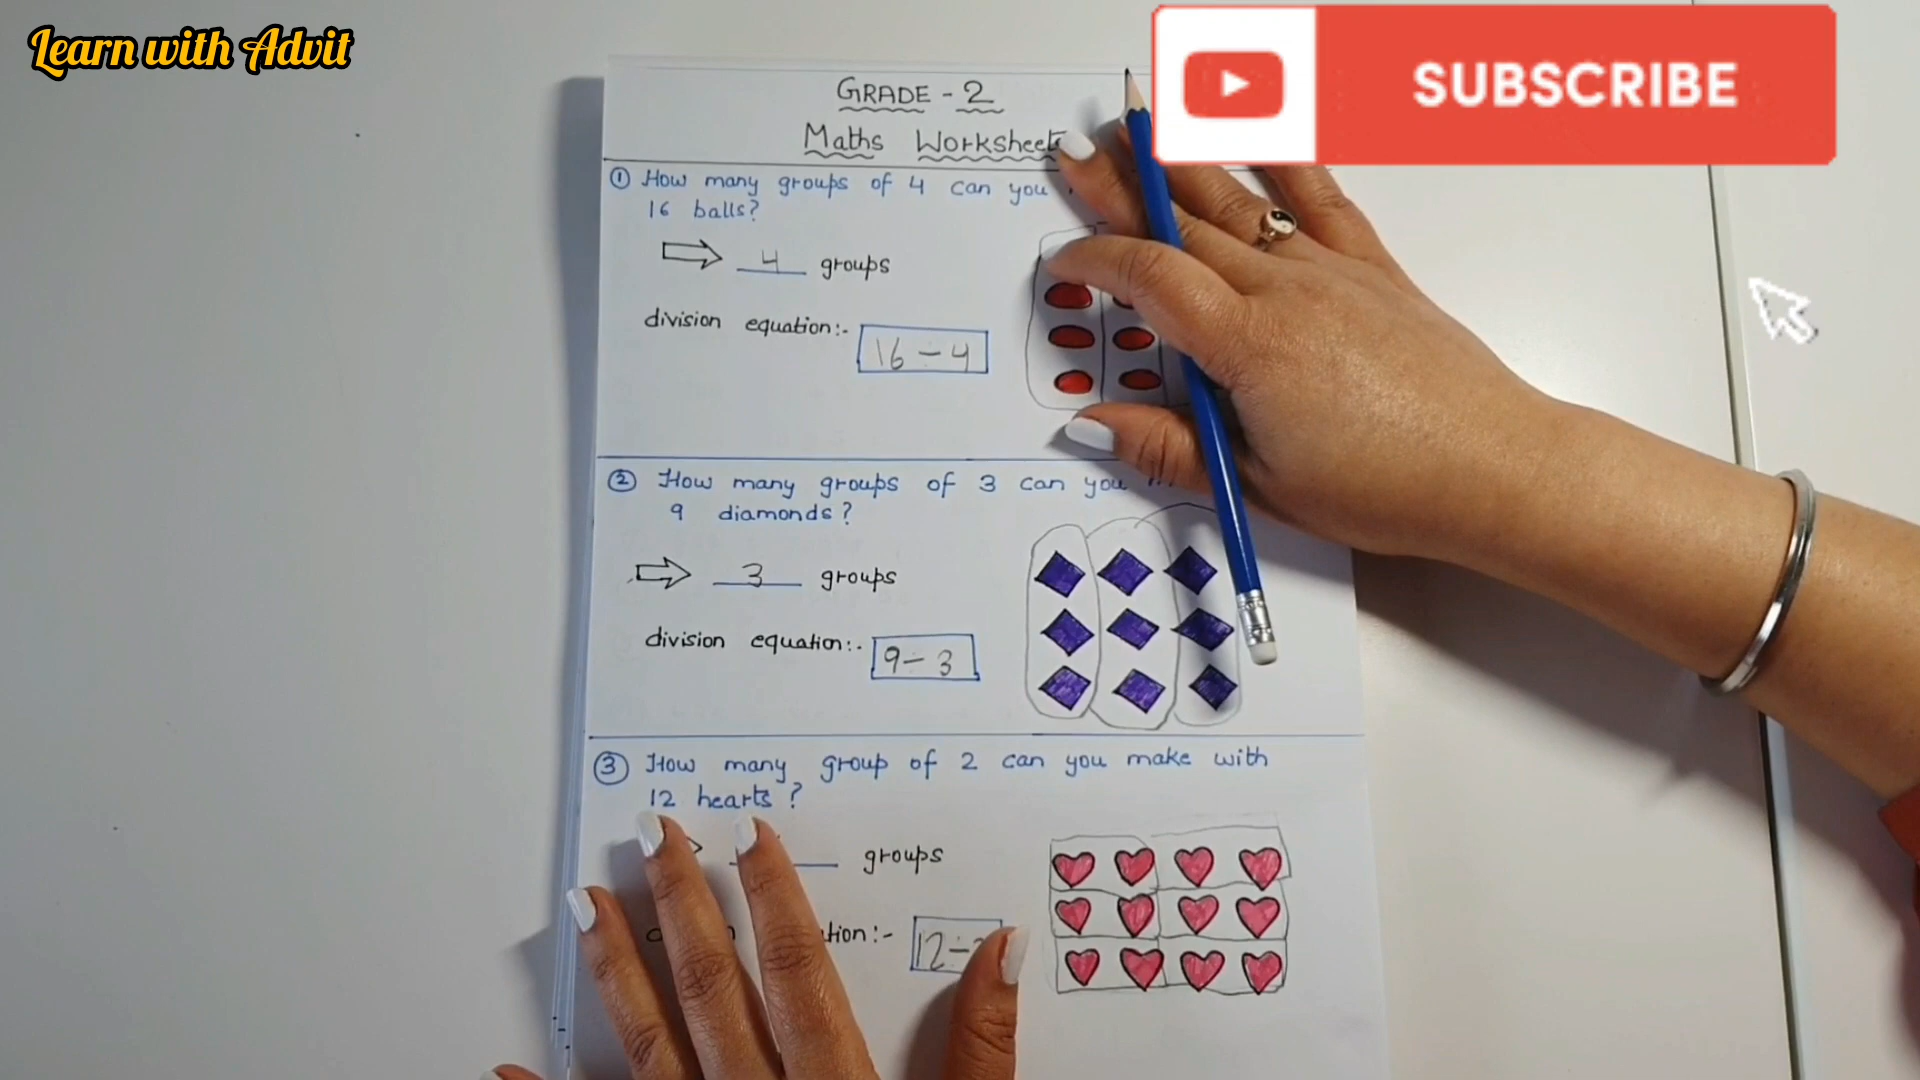 Learn with Advit
SUBSCRIBE
GRADE - 2
Maths Worksheet
① How many groups of 4 can you
16 balls?
4 groups
division equation:-
16 ÷ 4
② How many groups of 3 can you
9 diamonds?
3 groups
division equation:-
9 ÷ 3
③ How many group of 2 can you make with
12 hearts?
groups
:-
12 ÷